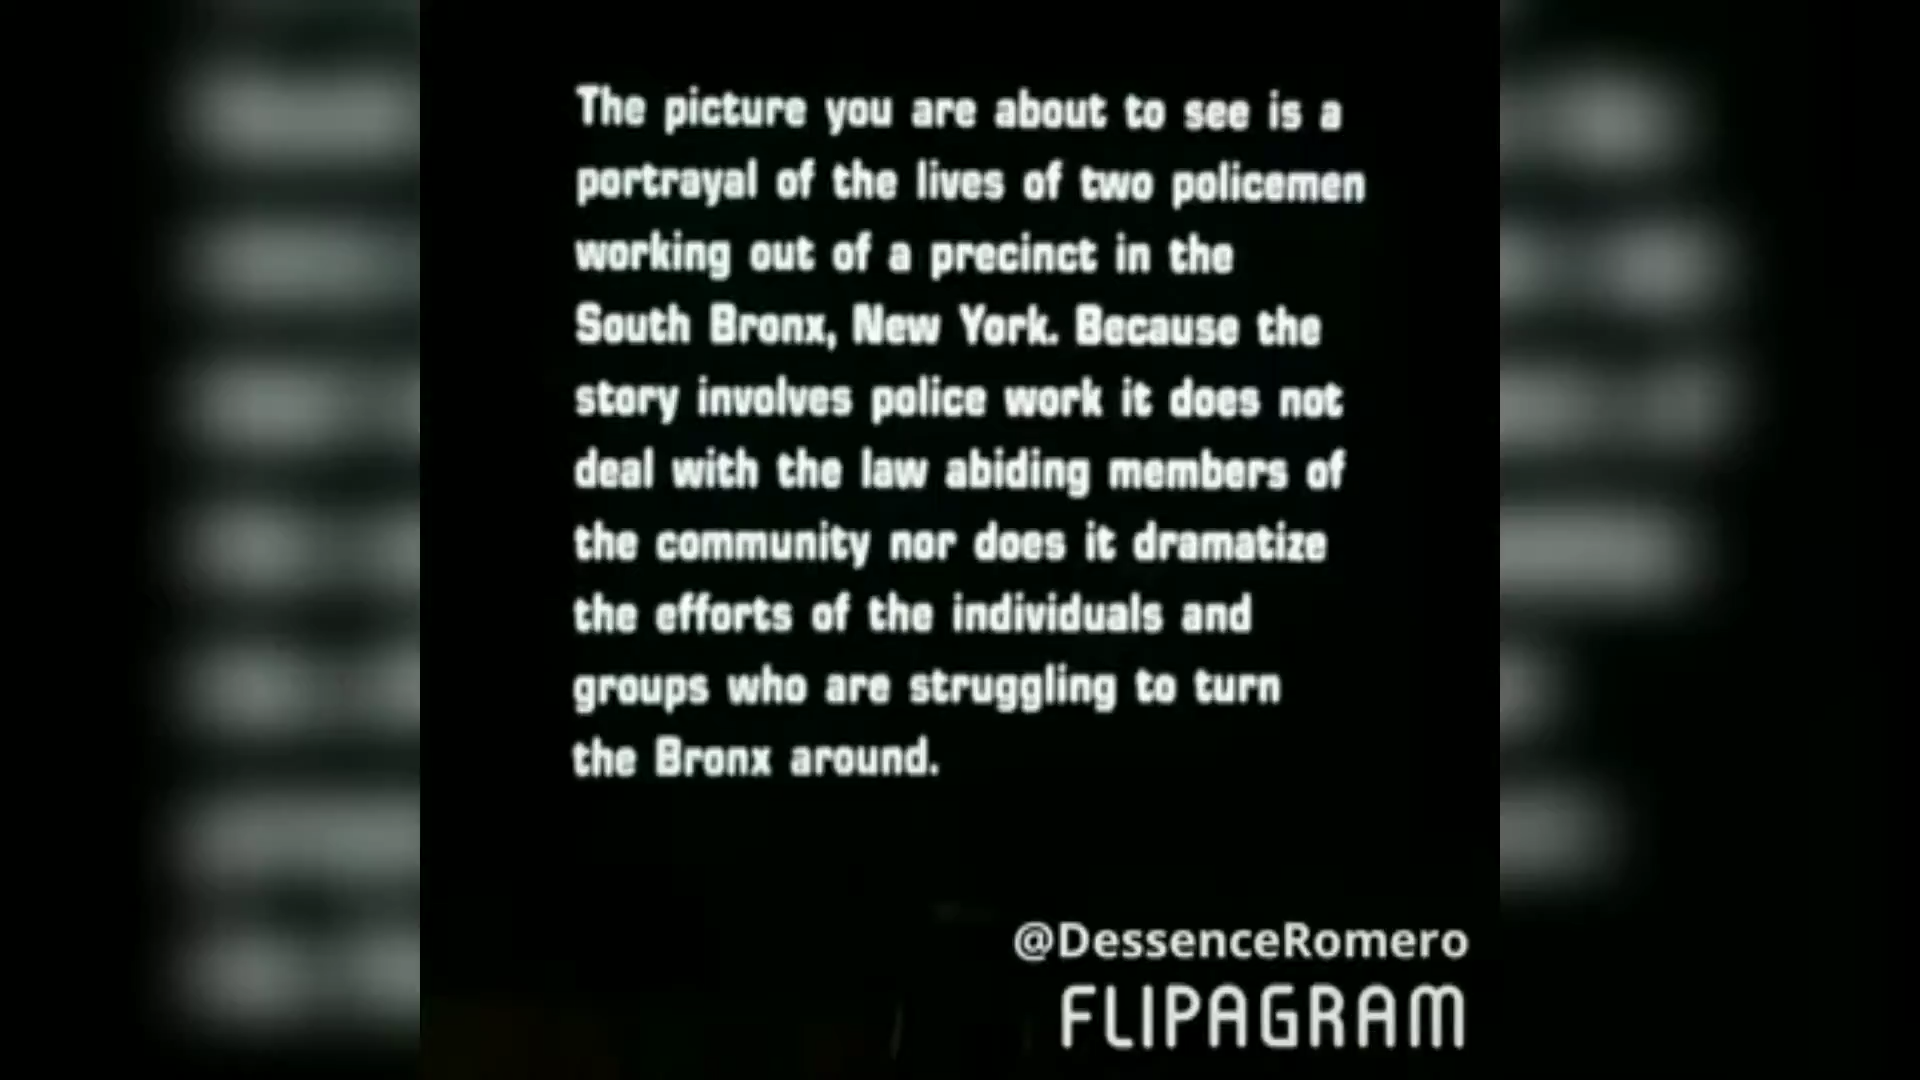 The picture you are about to see is a
portrayal of the lives of two policemen
working out of a precinct in the
South Bronx, New York. Because the
story involves police work it does not
deal with the law abiding members of
the community nor does it dramatize
the efforts of the individuals and
groups who are struggling to turn
the Bronx around.
@DessenceRomero
FLIPAGRAM